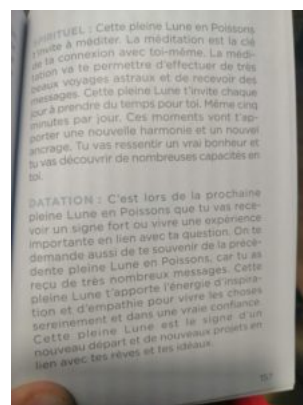 SPIRITUEL : Cette pleine Lune en Poissons
t'invite à méditer. La méditation est la clé
de la connexion avec toi-même. La médi-
tation va te permettre d'effectuer de très
beaux voyages astraux et de recevoir des
messages. Cette pleine Lune t'invite chaque
jour à prendre du temps pour toi. Même cinq
minutes par jour. Ces moments vont t'ap-
porter une nouvelle harmonie et un nouvel
ancrage. Tu vas ressentir un vrai bonheur et
tu vas découvrir de nombreuses capacités en
toi.
DATATION : C'est lors de la prochaine
pleine Lune en Poissons que tu vas rece-
voir un signe fort ou vivre une expérience
importante en lien avec ta question. On te
demande aussi de te souvenir de la précé-
dente pleine Lune en Poissons, car tu as
reçu de très nombreux messages. Cette
pleine Lune t'apporte l'énergie d'inspira-
tion et d'empathie pour vivre les choses
sereinement et dans une vraie confiance.
Cette pleine Lune est le signe d'un
nouveau départ et de nouveaux projets en
lien avec tes rêves et tes idéaux.
157